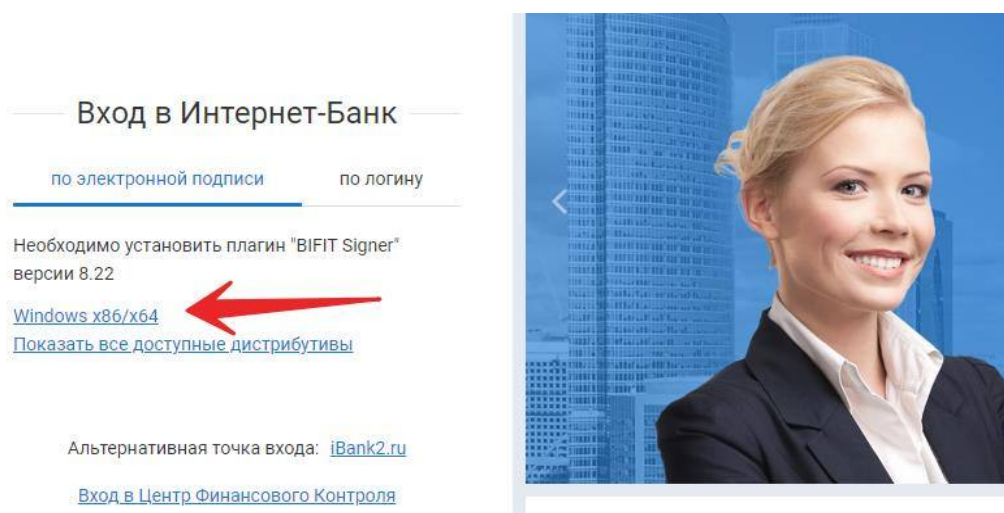 Вход в Интернет-Банк
по электронной подписи по логину
Необходимо установить плагин "BIFIT Signer"
версии 8.22
Windows x86/x64
Показать все доступные дистрибутивы
Альтернативная точка входа: iBank2.ru
Вход в Центр Финансового Контроля